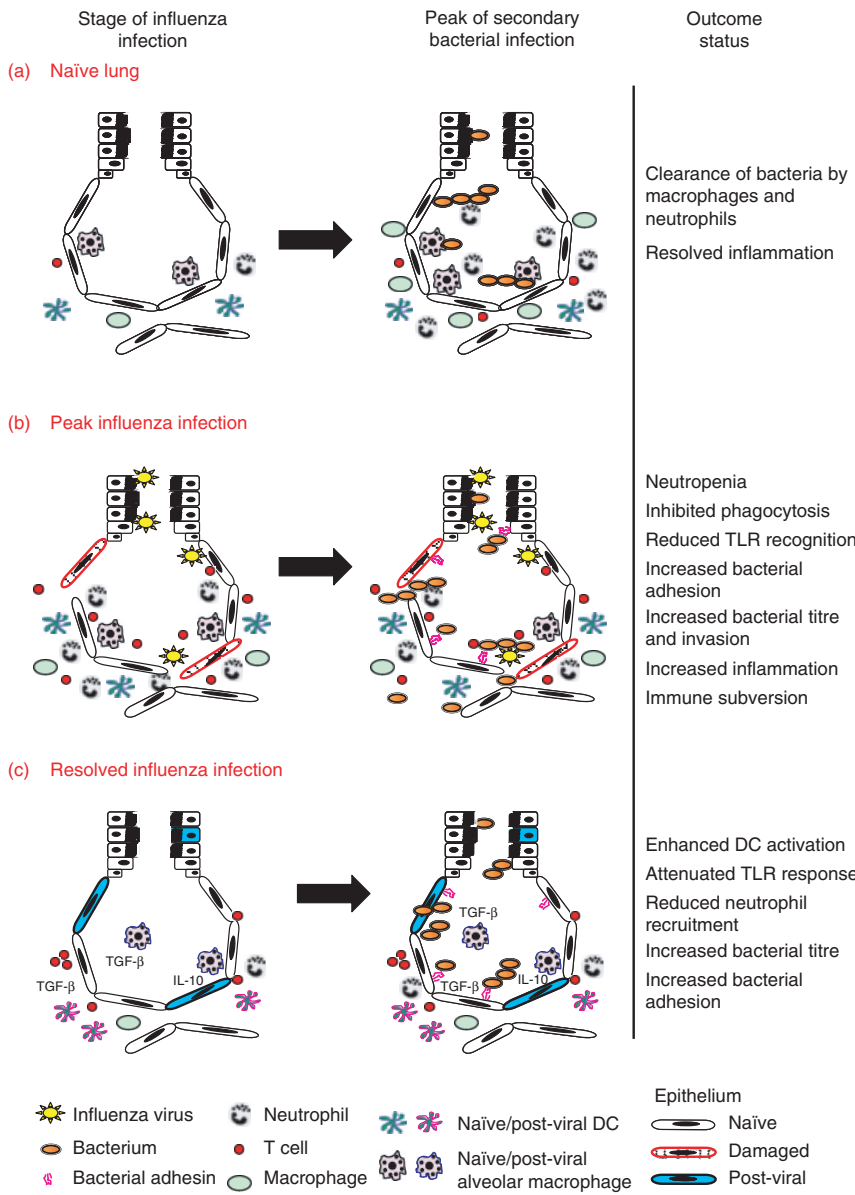 Stage of influenza
infection
Peak of secondary
bacterial infection
Outcome
status
(a) Naïve lung
Clearance of bacteria by
macrophages and
neutrophils
Resolved inflammation
(b) Peak influenza infection
Neutropenia
Inhibited phagocytosis
Reduced TLR recognition
Increased bacterial
adhesion
Increased bacterial titre
and invasion
Increased inflammation
Immune subversion
(c) Resolved influenza infection
TGF-β
TGF-β
IL-10
TGF-β
TGF-β
IL-10
Enhanced DC activation
Attenuated TLR response
Reduced neutrophil
recruitment
Increased bacterial titre
Increased bacterial
adhesion
Influenza virus
Bacterium
Bacterial adhesin
Neutrophil
T cell
Macrophage
Naïve/post-viral DC
Naïve/post-viral
alveolar macrophage
Epithelium
Naïve
Damaged
Post-viral